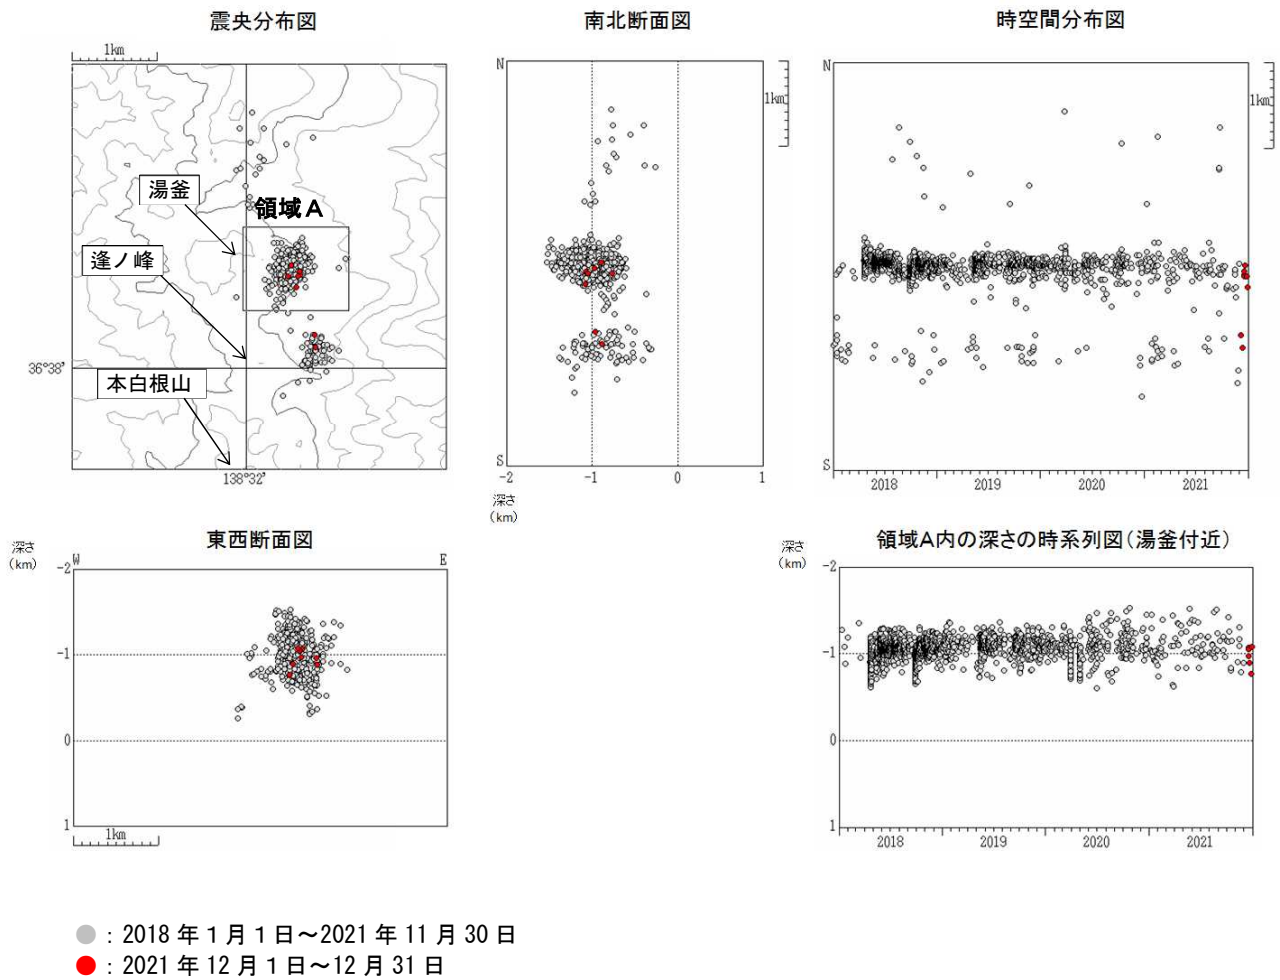 震央分布図
南北断面図
時空間分布図
1km
N
1km
N
1km
湯釜
領域A
逢ノ峰
36°38'
本白根山
138°32'
S
-2
-1
0
1
深さ
(km)
S
2018
2019
2020
2021
東西断面図
深さ
(km)
W
E
-2
-1
0
1
1km
領域A内の深さの時系列図(湯釜付近)
深さ
(km)
-2
-1
0
1
2018
2019
2020
2021
:2018 年 1 月 1 日～2021 年 11 月 30 日
:2021 年 12 月 1 日～12 月 31 日